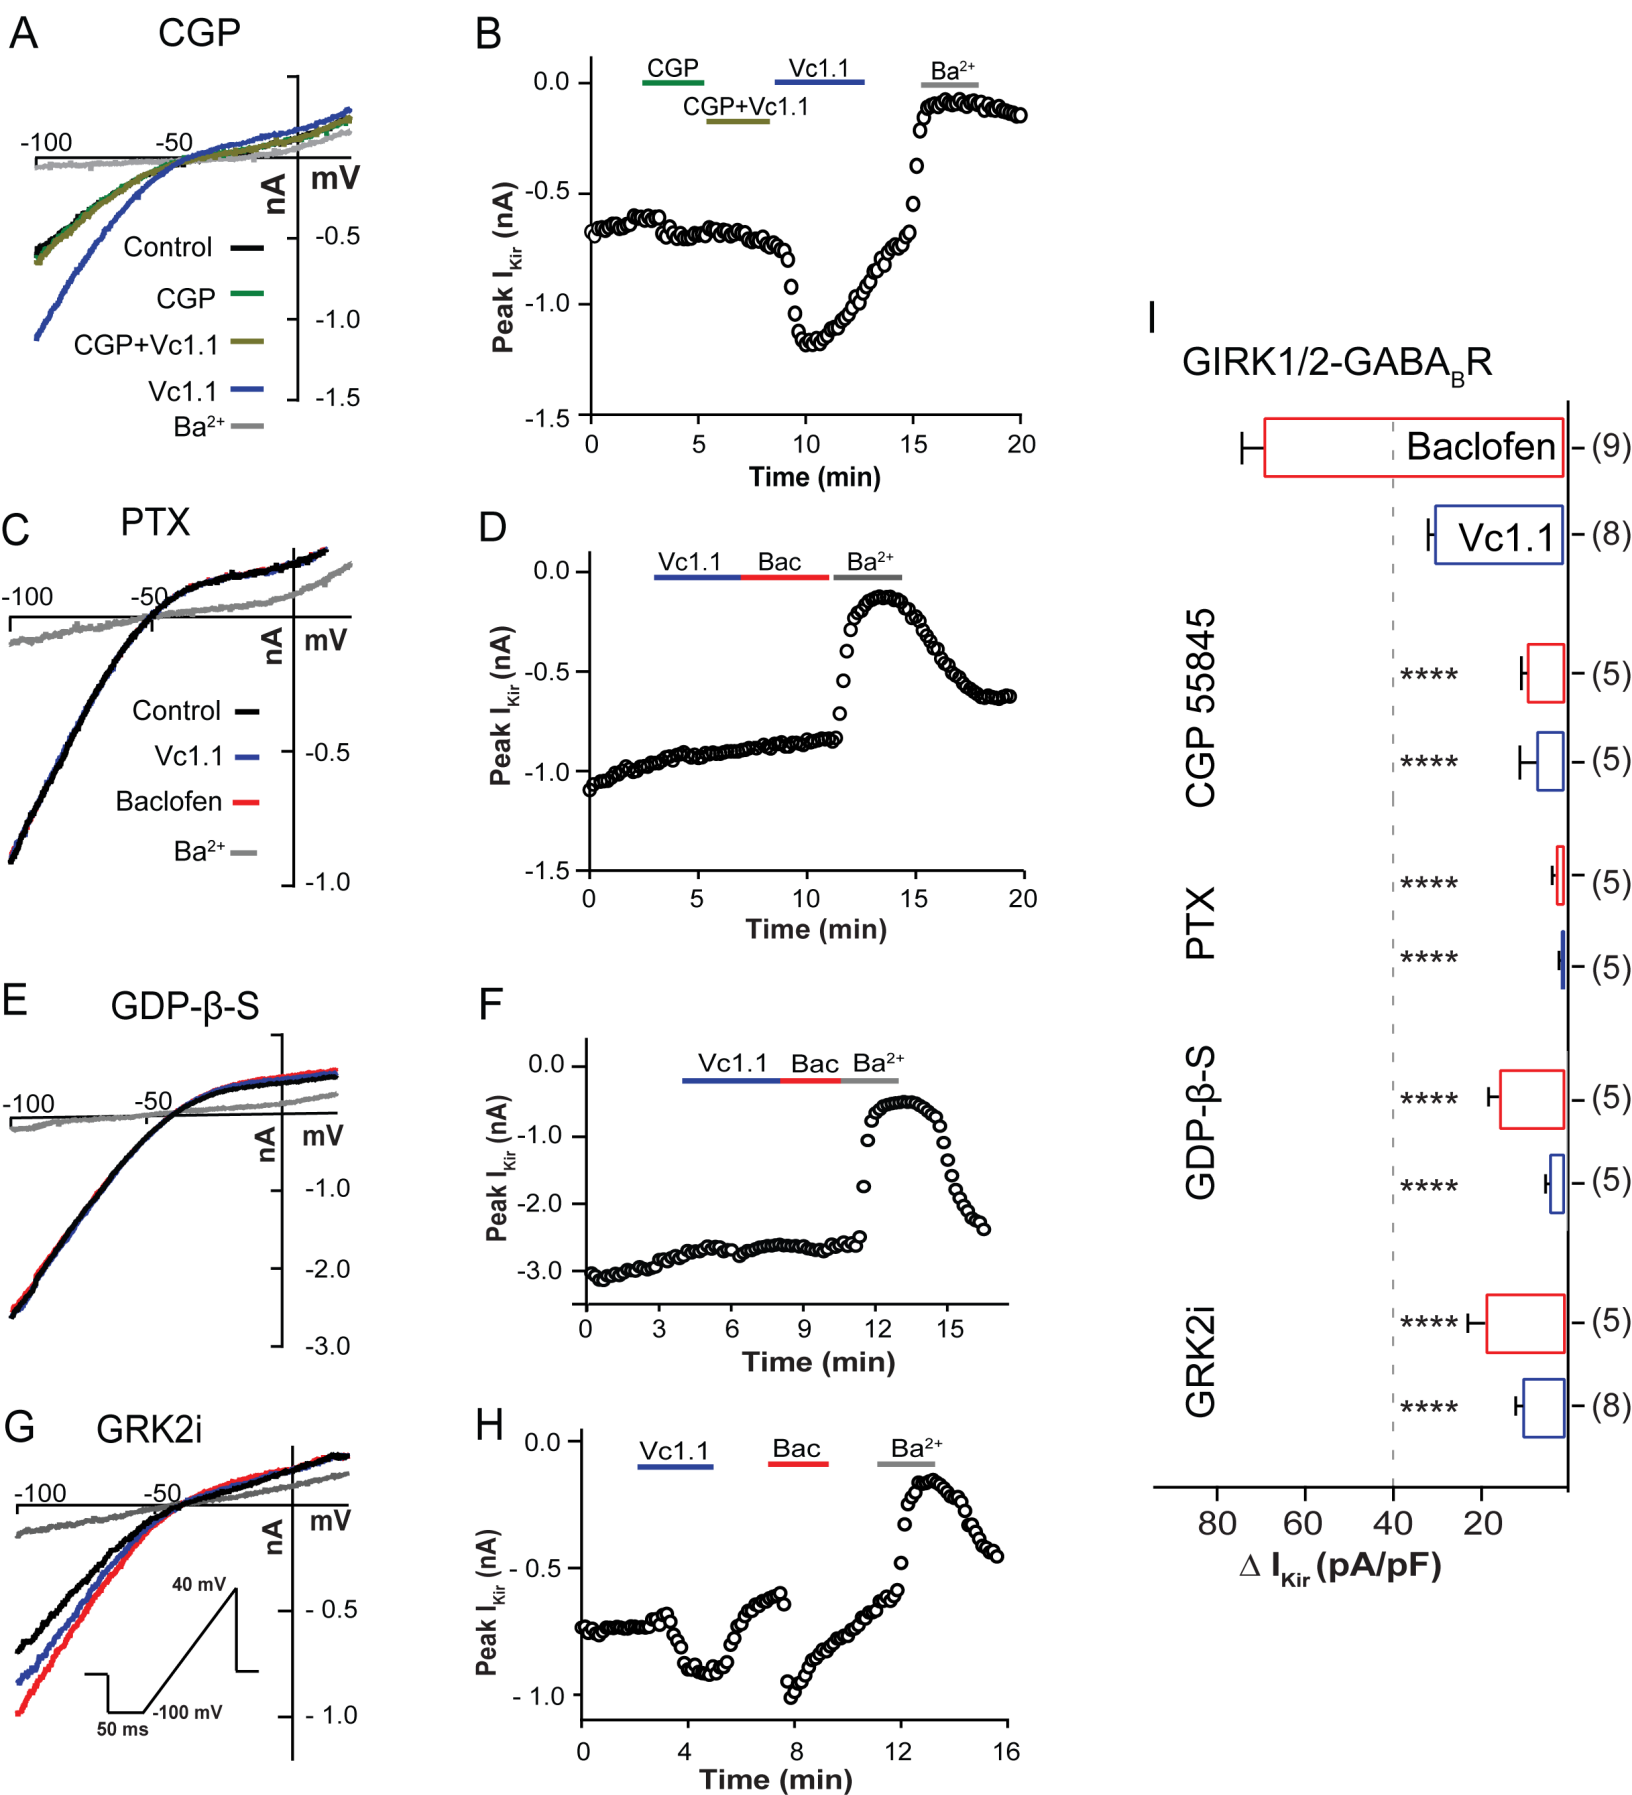 A
CGP
-100
-50
mV
nA
-0.5
-1.0
-1.5
Control
CGP
CGP+Vc1.1
Vc1.1
Ba²⁺
B
CGP
Vc1.1
Ba²⁺
CGP+Vc1.1
0.0
-0.5
-1.0
-1.5
Peak I_Kir (nA)
0 5 10 15 20
Time (min)
C
PTX
-100
-50
mV
nA
-0.5
-1.0
Control
Vc1.1
Baclofen
Ba²⁺
D
Vc1.1 Bac Ba²⁺
0.0
-0.5
-1.0
-1.5
Peak I_Kir (nA)
0 5 10 15 20
Time (min)
E
GDP-β-S
-100
-50
mV
nA
-1.0
-2.0
-3.0
F
Vc1.1 Bac Ba²⁺
0.0
-1.0
-2.0
-3.0
Peak I_Kir (nA)
0 3 6 9 12 15
Time (min)
G
GRK2i
-100
-50
mV
nA
- 0.5
- 1.0
40 mV
-100 mV
50 ms
H
Vc1.1 Bac Ba²⁺
0.0
- 0.5
- 1.0
Peak I_Kir (nA)
0 4 8 12 16
Time (min)
I
GIRK1/2-GABA_BR
Baclofen (9)
Vc1.1 (8)
CGP 55845
**** (5)
**** (5)
PTX
**** (5)
**** (5)
GDP-β-S
**** (5)
**** (5)
GRK2i
**** (5)
**** (8)
80 60 40 20
Δ I_Kir (pA/pF)